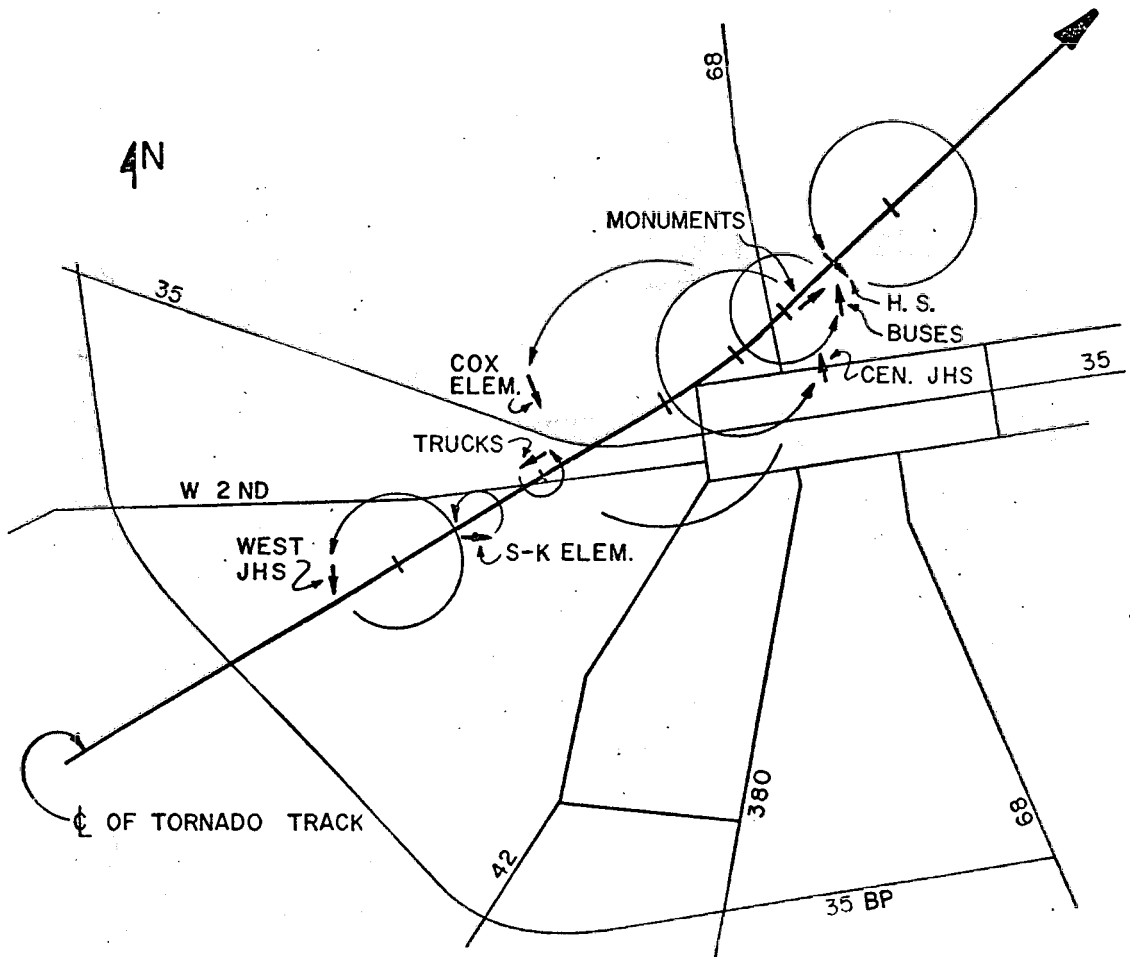 68
N
MONUMENTS
35
H. S.
BUSES
COX
ELEM.
CEN. JHS
35
TRUCKS
W 2 ND
WEST
JHS
S-K ELEM.
℄ OF TORNADO TRACK
380
68
42
35 BP